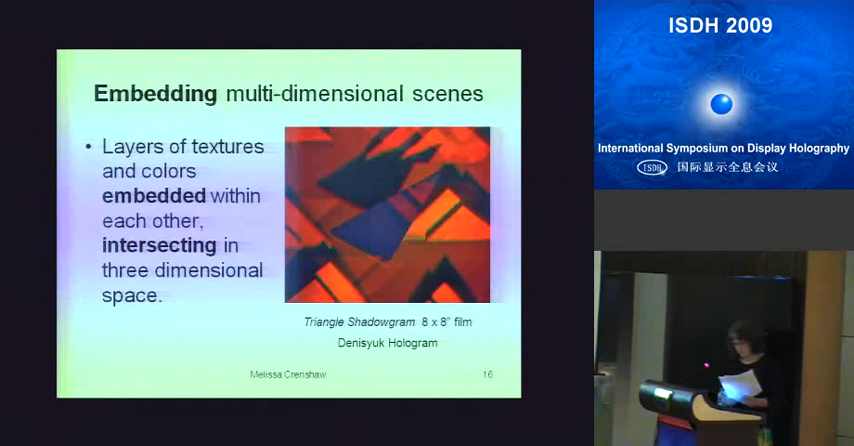 Embedding multi-dimensional scenes
• Layers of textures
and colors
embedded within
each other,
intersecting in
three dimensional
space.
Triangle Shadowgram 8 x 8" film
Denisyuk Hologram
Melissa Crenshaw
16
ISDH 2009
International Symposium on Display Holography
ISDH
国际显示全息会议